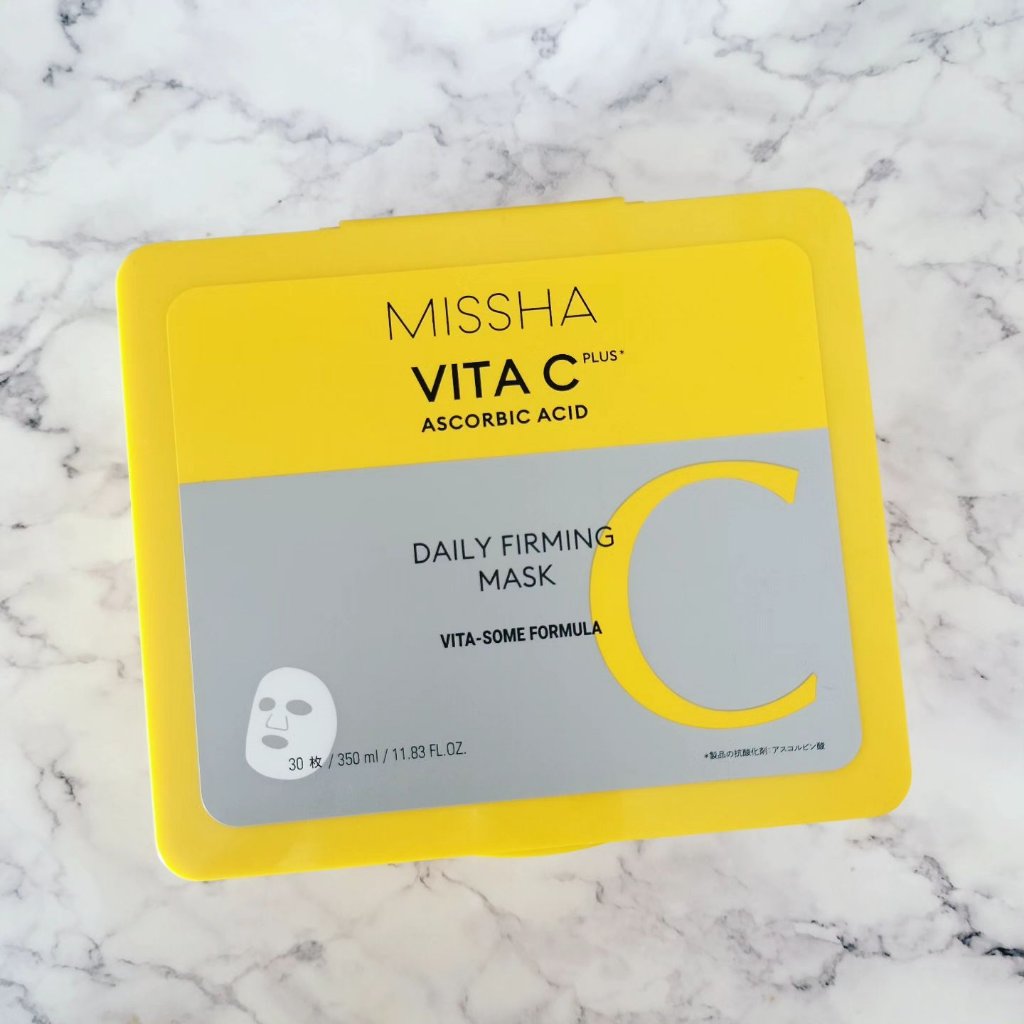 MISSHA
VITA C PLUS*
ASCORBIC ACID
DAILY FIRMING
MASK
VITA-SOME FORMULA
30 枚 / 350 ml / 11.83 FL.OZ.
*製品の抗酸化剤:アスコルビン酸
C